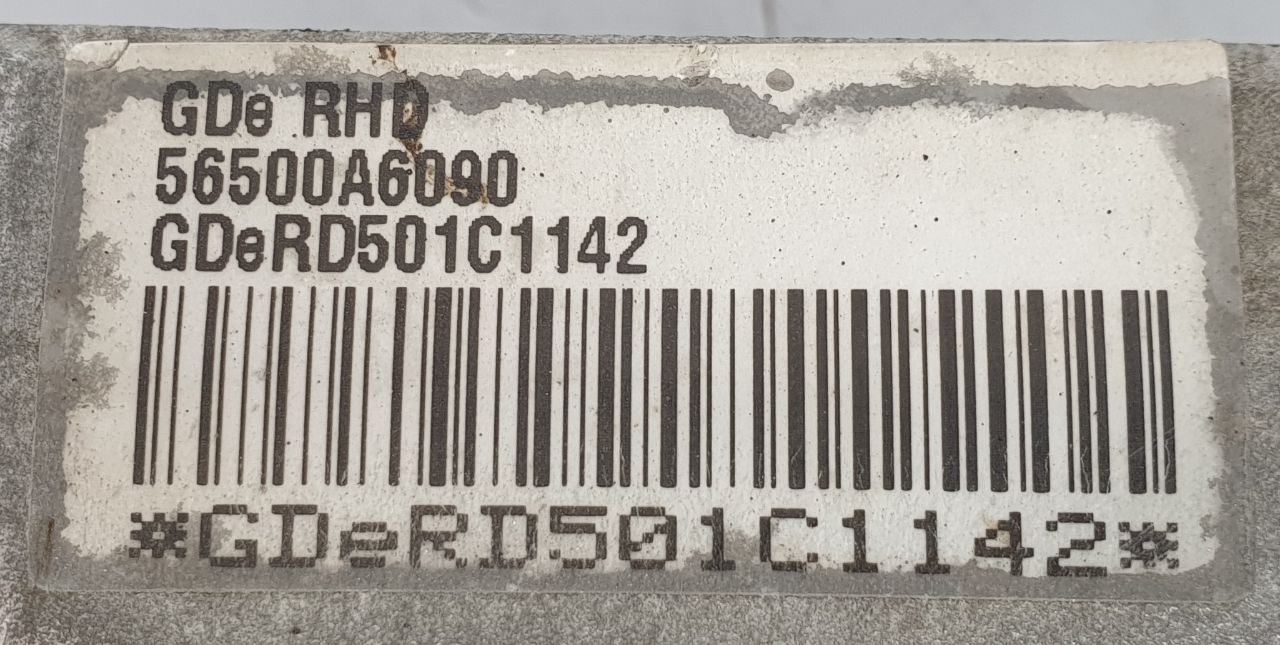 GDe RHD
56500A6090
GDeRD501C1142
*GDeRD501C1142*